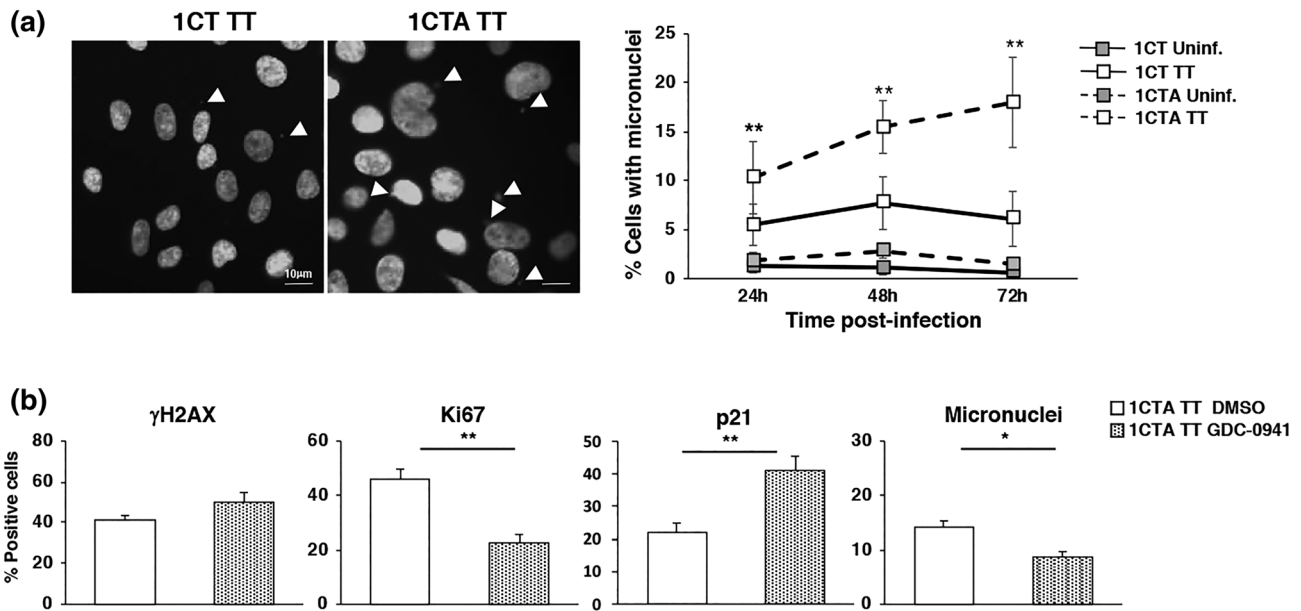 (a)
1CT TT
1CTA TT
10μm
% Cells with micronuclei
25
20
15
10
5
0
**
**
**
24h
48h
72h
Time post-infection
1CT Uninf.
1CT TT
1CTA Uninf.
1CTA TT
(b)
γH2AX
Ki67
p21
Micronuclei
1CTA TT DMSO
1CTA TT GDC-0941
% Positive cells
80
60
40
20
0
60
40
20
0
**
50
40
30
20
10
0
**
30
20
10
0
*